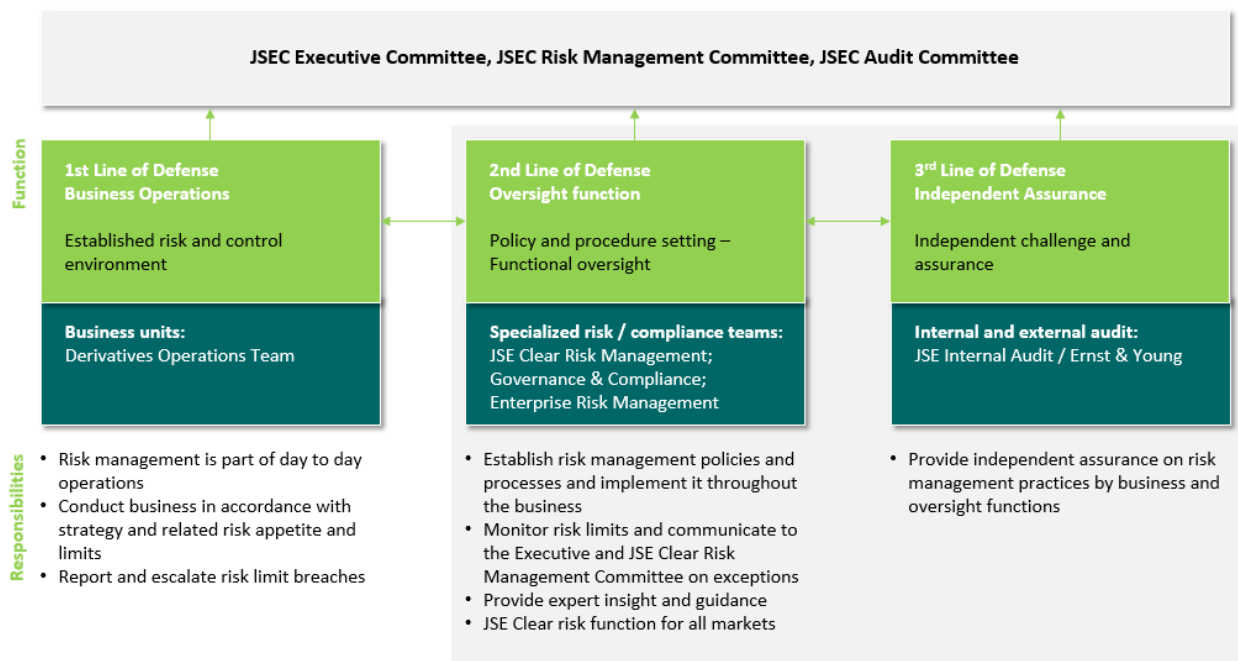 JSEC Executive Committee, JSEC Risk Management Committee, JSEC Audit Committee
Function
1st Line of Defense
Business Operations
Established risk and control
environment
Business units:
Derivatives Operations Team
2nd Line of Defense
Oversight function
Policy and procedure setting –
Functional oversight
Specialized risk / compliance teams:
JSE Clear Risk Management;
Governance & Compliance;
Enterprise Risk Management
3rd Line of Defense
Independent Assurance
Independent challenge and
assurance
Internal and external audit:
JSE Internal Audit / Ernst & Young
Responsibilities
• Risk management is part of day to day
operations
• Conduct business in accordance with
strategy and related risk appetite and
limits
• Report and escalate risk limit breaches
• Establish risk management policies and
processes and implement it throughout
the business
• Monitor risk limits and communicate to
the Executive and JSE Clear Risk
Management Committee on exceptions
• Provide expert insight and guidance
• JSE Clear risk function for all markets
• Provide independent assurance on risk
management practices by business and
oversight functions